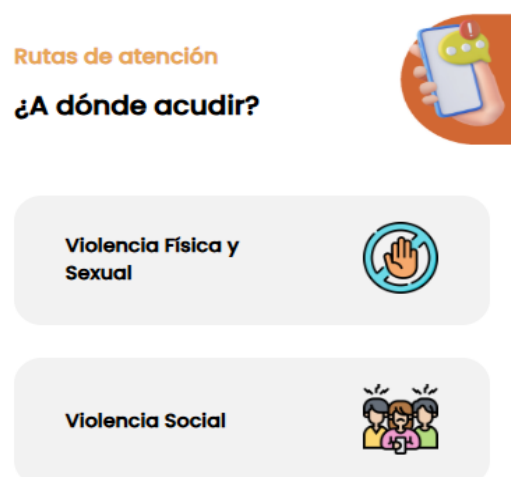 Rutas de atención
¿A dónde acudir?
Violencia Física y
Sexual
Violencia Social